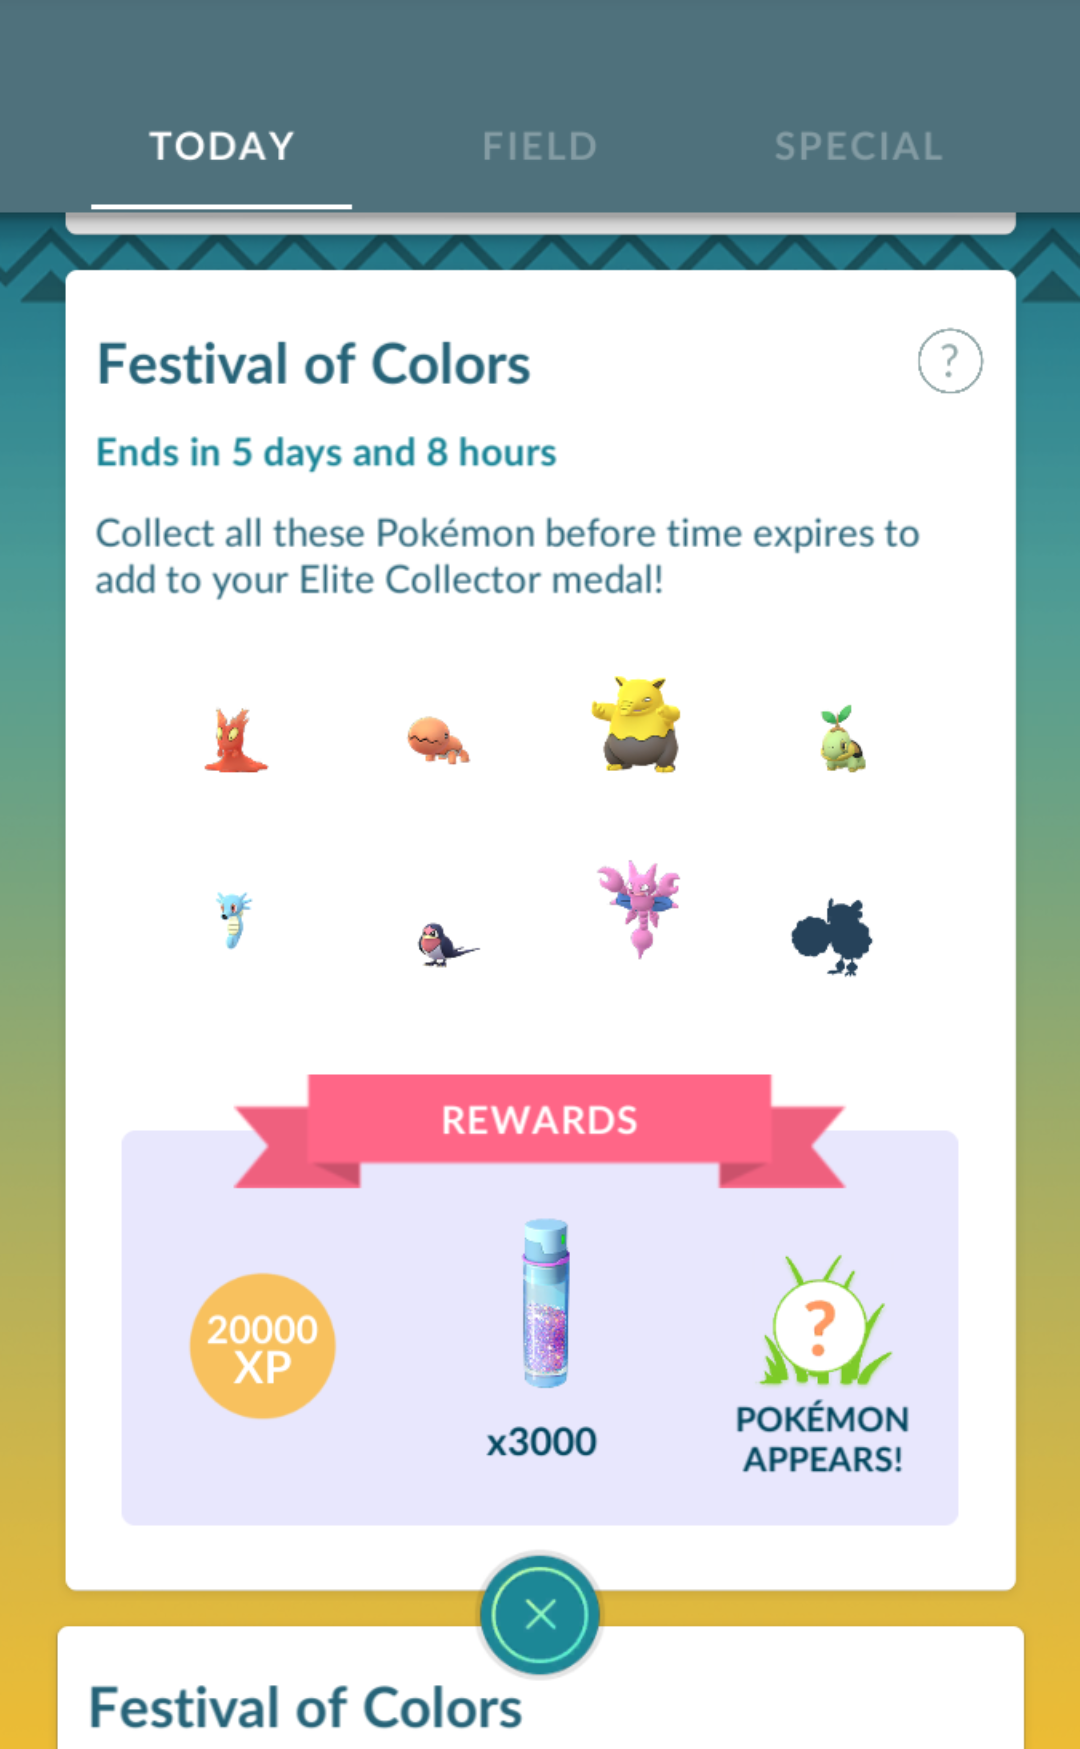 TODAY
FIELD
SPECIAL
Festival of Colors
?
Ends in 5 days and 8 hours
Collect all these Pokémon before time expires to
add to your Elite Collector medal!
REWARDS
20000
XP
x3000
?
POKÉMON
APPEARS!
Festival of Colors